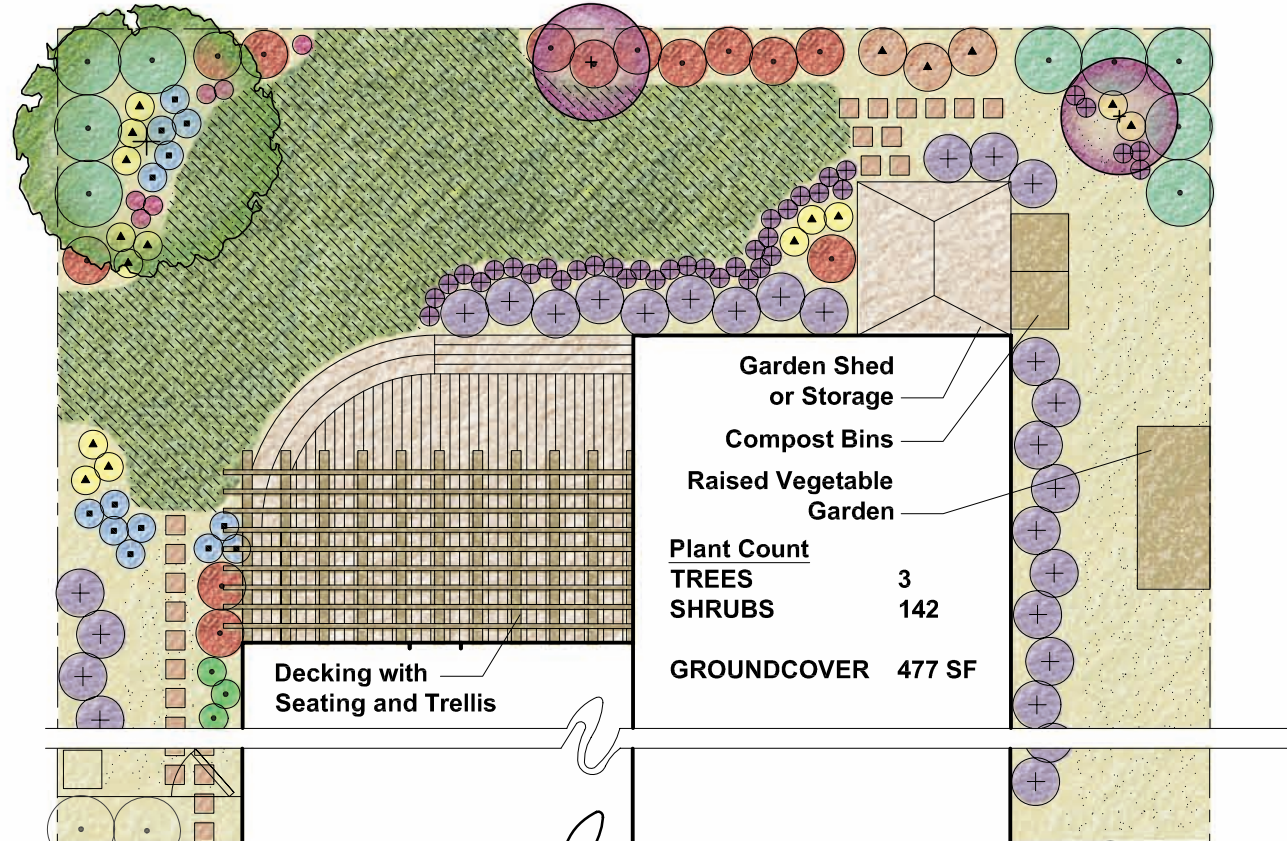 Garden Shed
or Storage
Compost Bins
Raised Vegetable
Garden
Plant Count
TREES 3
SHRUBS 142
GROUNDCOVER 477 SF
Decking with
Seating and Trellis